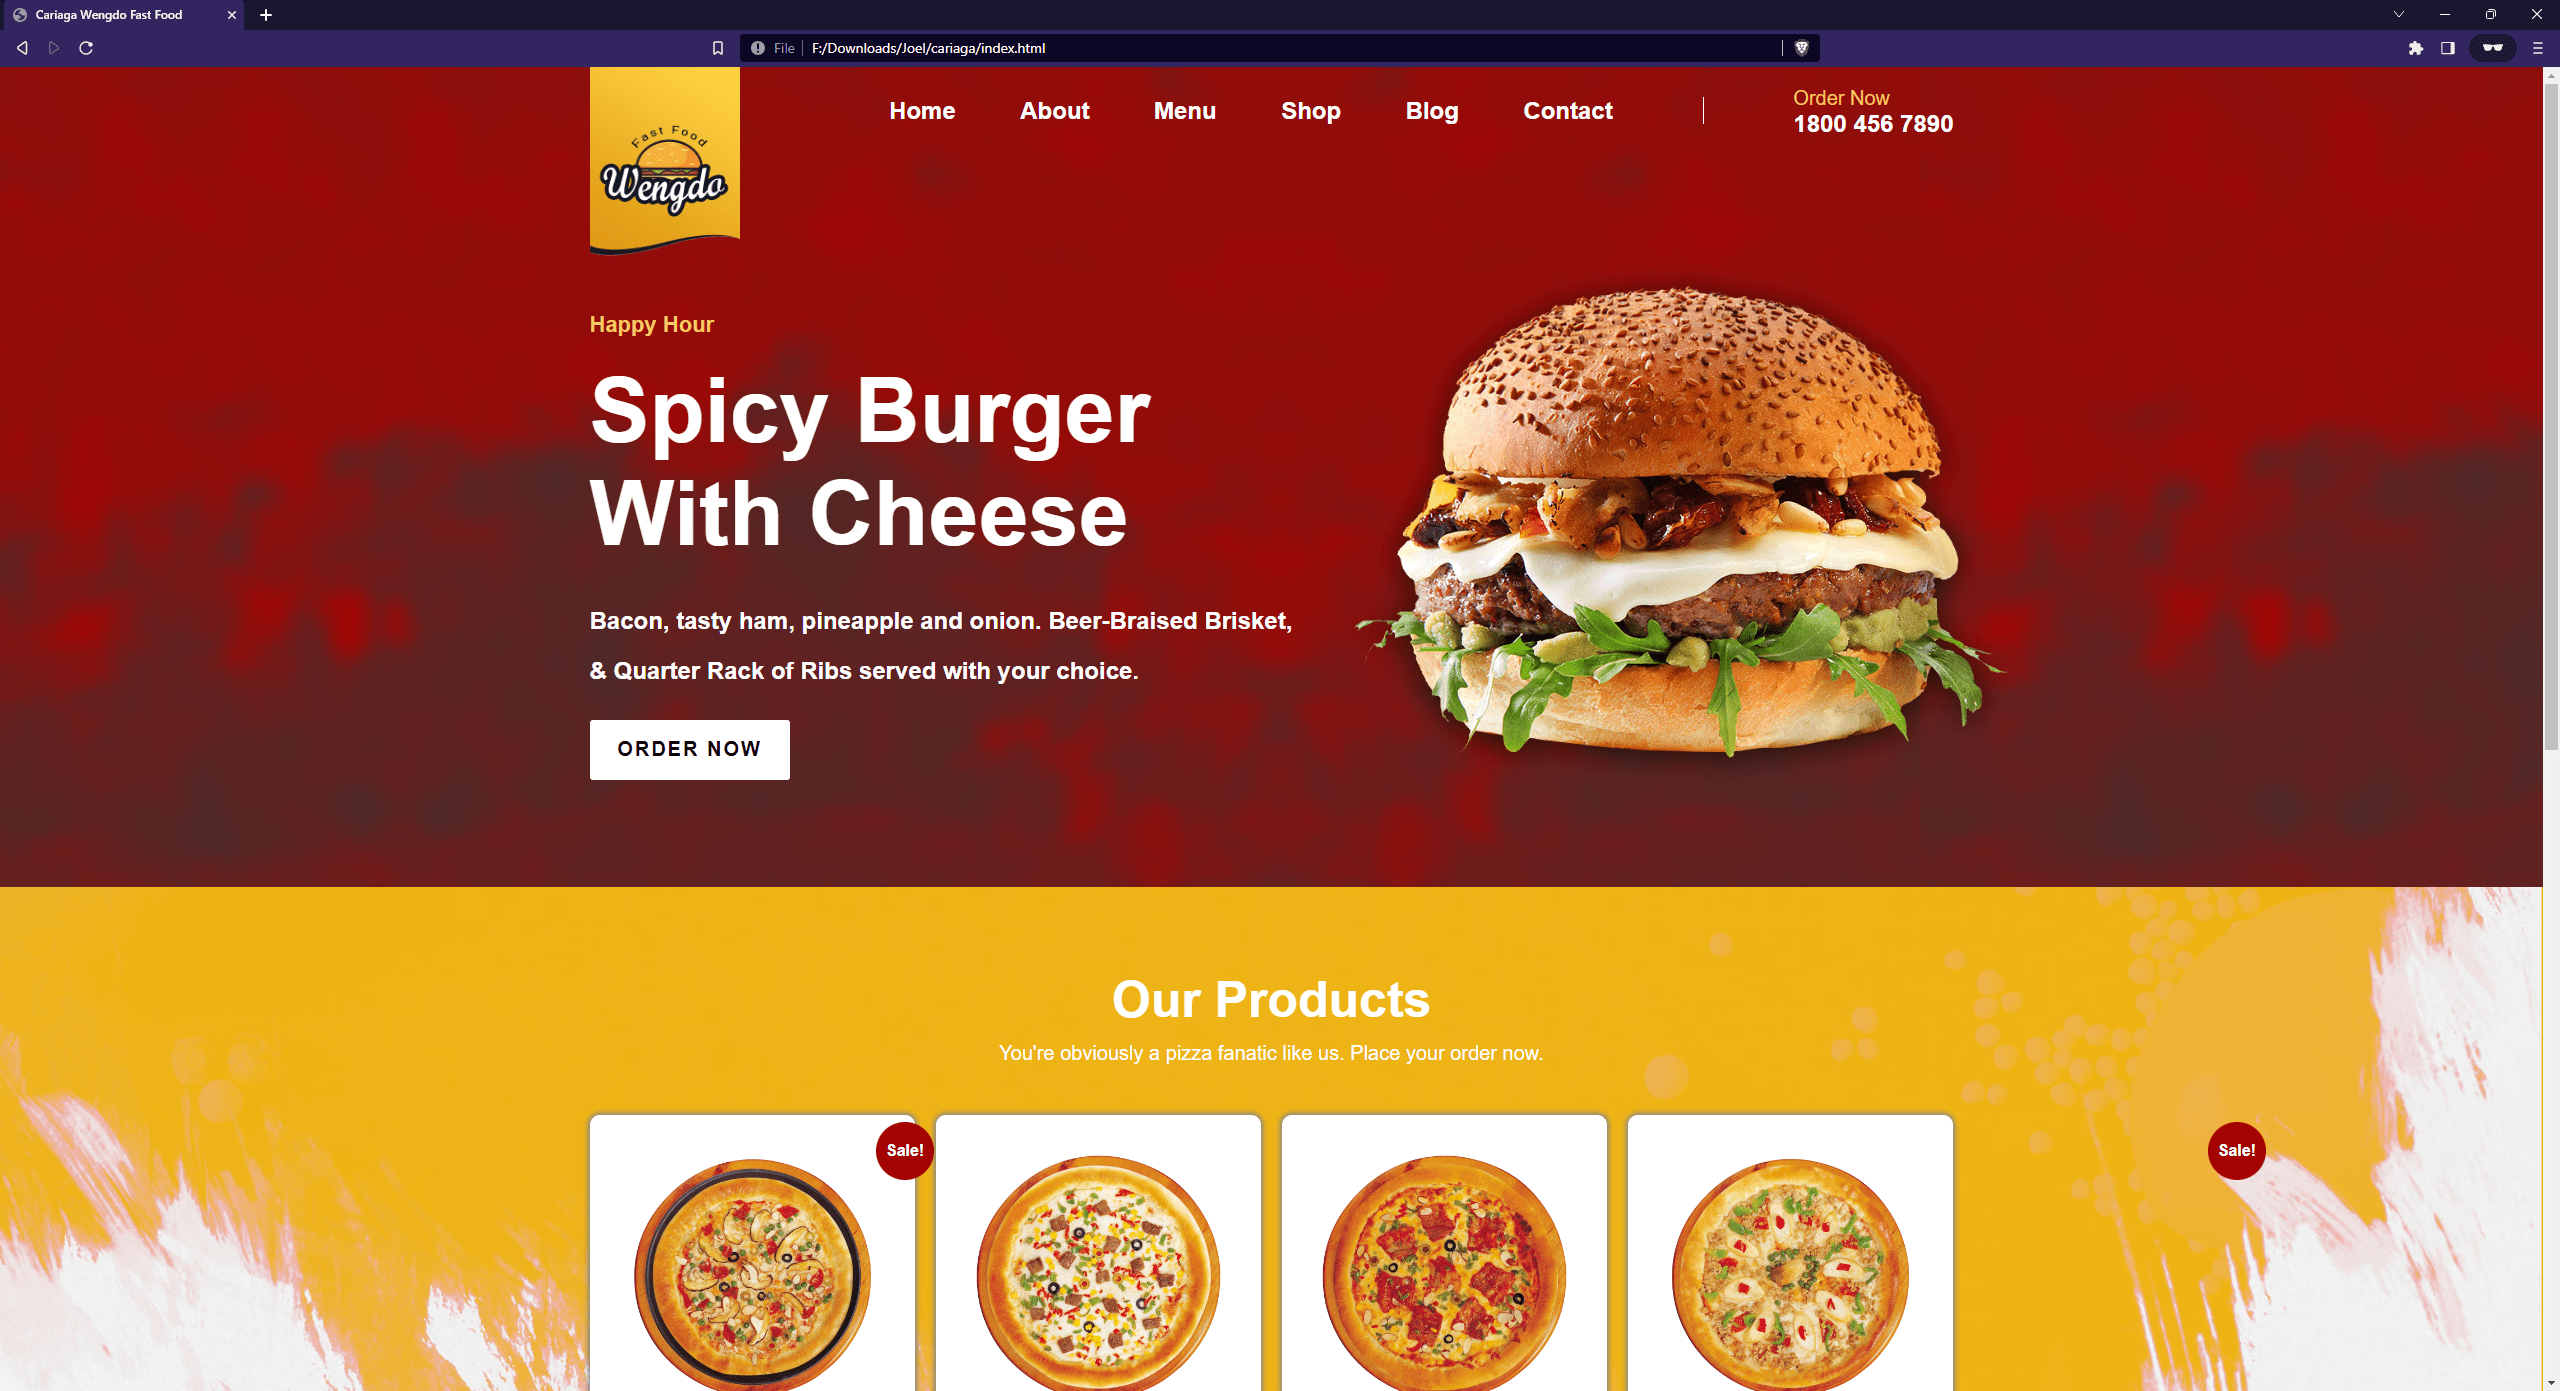 Cariaga Wengdo Fast Food
File
F:/Downloads/Joel/cariaga/index.html
Fast Food
Wengdo
Home
About
Menu
Shop
Blog
Contact
Order Now
1800 456 7890
Happy Hour
Spicy Burger
With Cheese
Bacon, tasty ham, pineapple and onion. Beer-Braised Brisket,
& Quarter Rack of Ribs served with your choice.
ORDER NOW
Our Products
You're obviously a pizza fanatic like us. Place your order now.
Sale!
Sale!